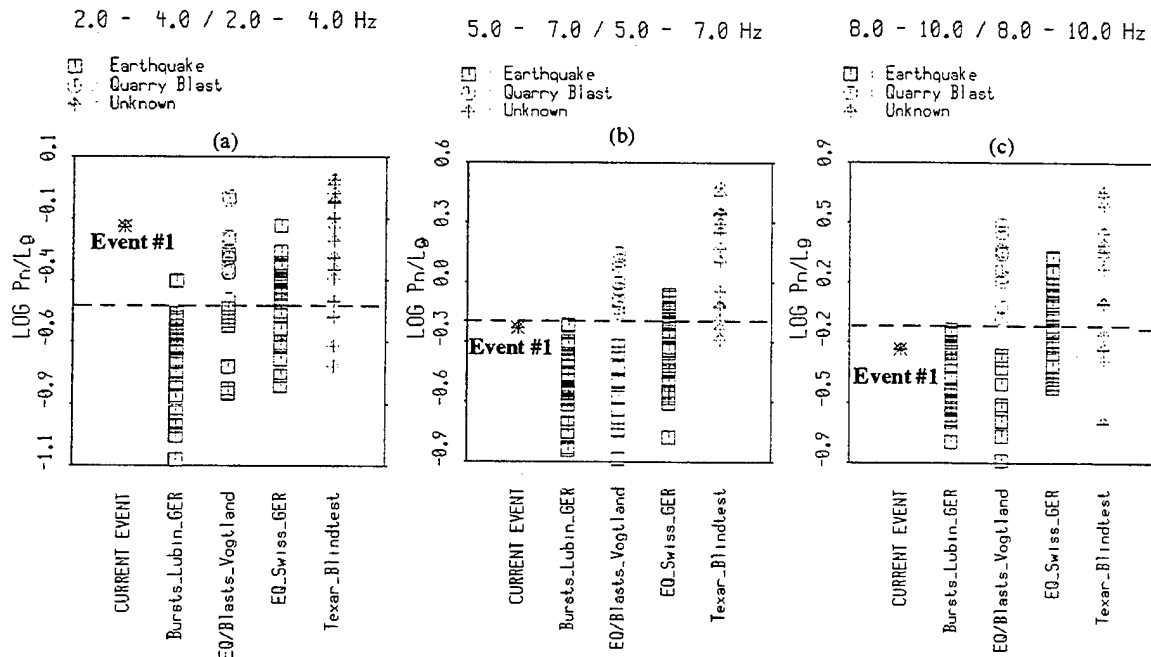 2.0 - 4.0 / 2.0 - 4.0 Hz
: Earthquake
: Quarry Blast
: Unknown
(a)
LOG Pn/Lg
0.1
-0.1
-0.4
-0.6
-0.9
-1.1
Event #1
CURRENT EVENT
Bursts_Lubin_GER
EQ/Blasts_Vogtland
EQ_Swiss_GER
Texar_Blindtest
5.0 - 7.0 / 5.0 - 7.0 Hz
: Earthquake
: Quarry Blast
: Unknown
(b)
LOG Pn/Lg
0.6
0.3
0.0
-0.3
-0.6
-0.9
Event #1
CURRENT EVENT
Bursts_Lubin_GER
EQ/Blasts_Vogtland
EQ_Swiss_GER
Texar_Blindtest
8.0 - 10.0 / 8.0 - 10.0 Hz
: Earthquake
: Quarry Blast
: Unknown
(c)
LOG Pn/Lg
0.9
0.5
0.2
-0.2
-0.5
-0.9
Event #1
CURRENT EVENT
Bursts_Lubin_GER
EQ/Blasts_Vogtland
EQ_Swiss_GER
Texar_Blindtest